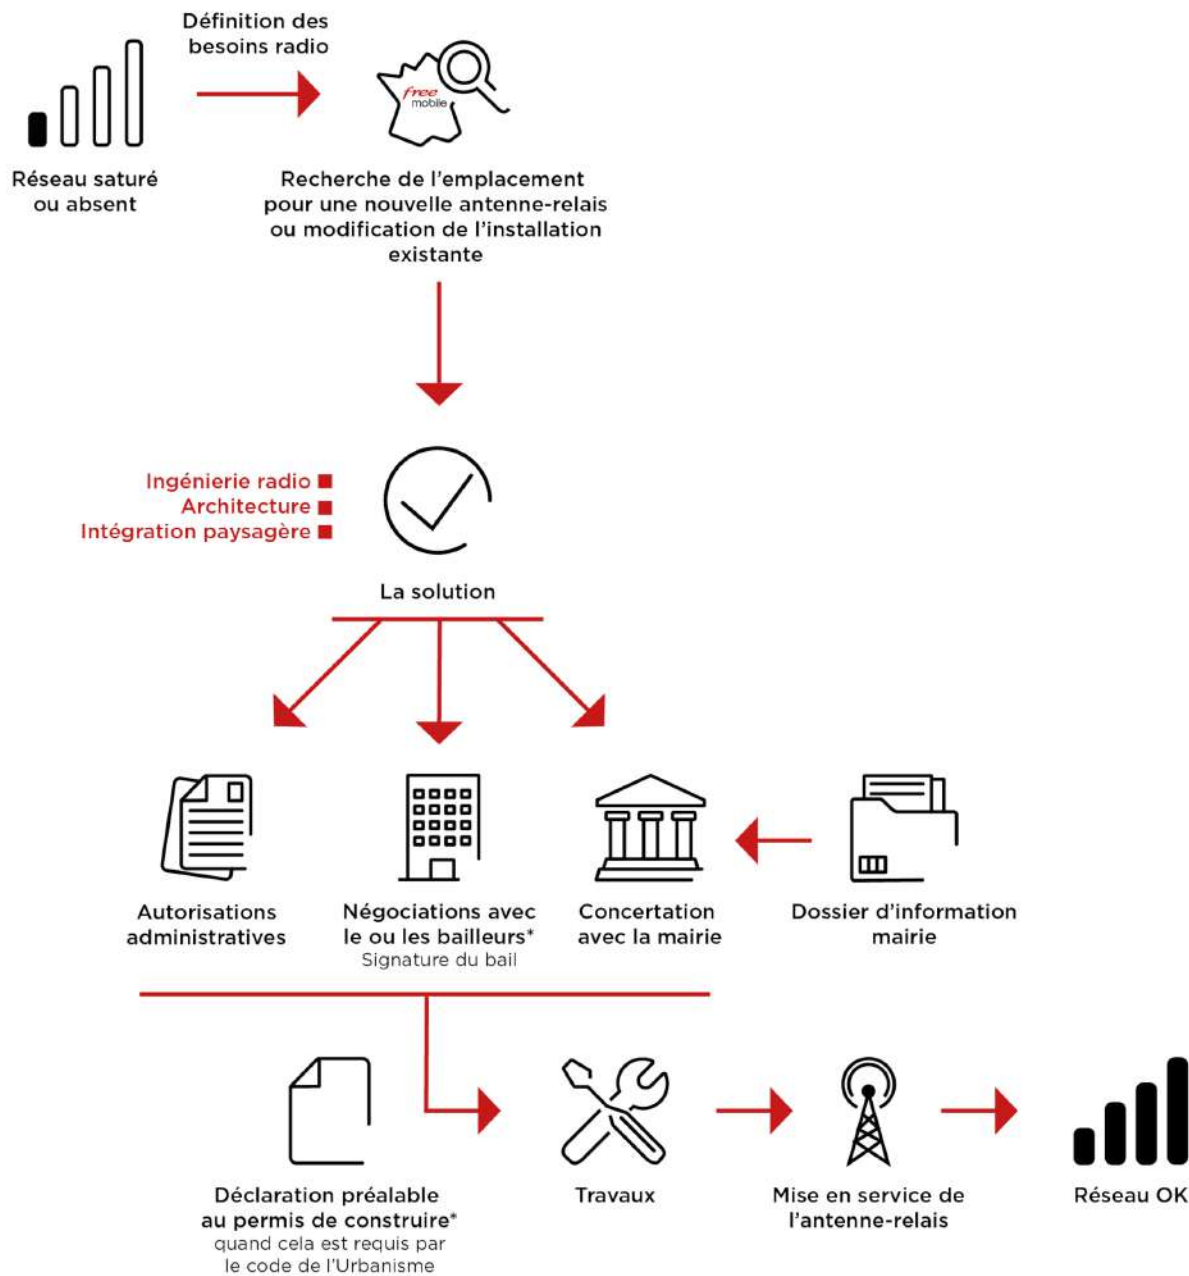 Définition des
besoins radio
free
mobile
Réseau saturé
ou absent
Recherche de l'emplacement
pour une nouvelle antenne-relais
ou modification de l'installation
existante
Ingénierie radio
Architecture
Intégration paysagère
La solution
Autorisations
administratives
Négociations avec
le ou les bailleurs*
Signature du bail
Concertation
avec la mairie
Dossier d'information
mairie
Déclaration préalable
au permis de construire*
quand cela est requis par
le code de l'Urbanisme
Travaux
Mise en service de
l'antenne-relais
Réseau OK